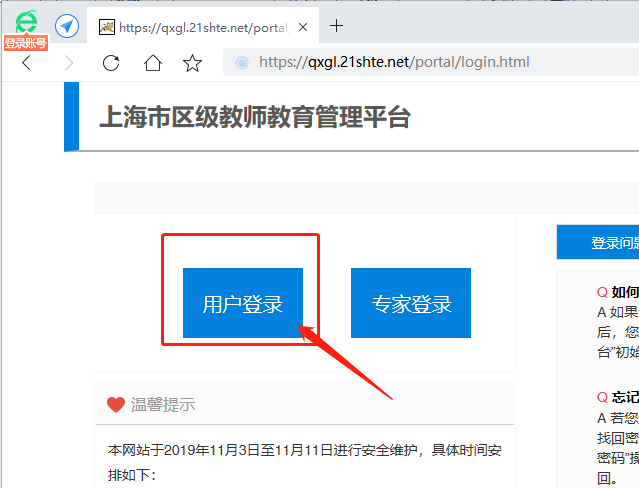 登录账号
https://qxgl.21shte.net/portal
https://qxgl.21shte.net/portal/login.html
上海市区级教师教育管理平台
用户登录
专家登录
温馨提示
本网站于2019年11月3日至11月11日进行安全维护，具体时间安
排如下：
登录问题
Q 如何
A 如果
后，您
台”初始
Q 忘记
A 若您
找回密
密码”操
回。